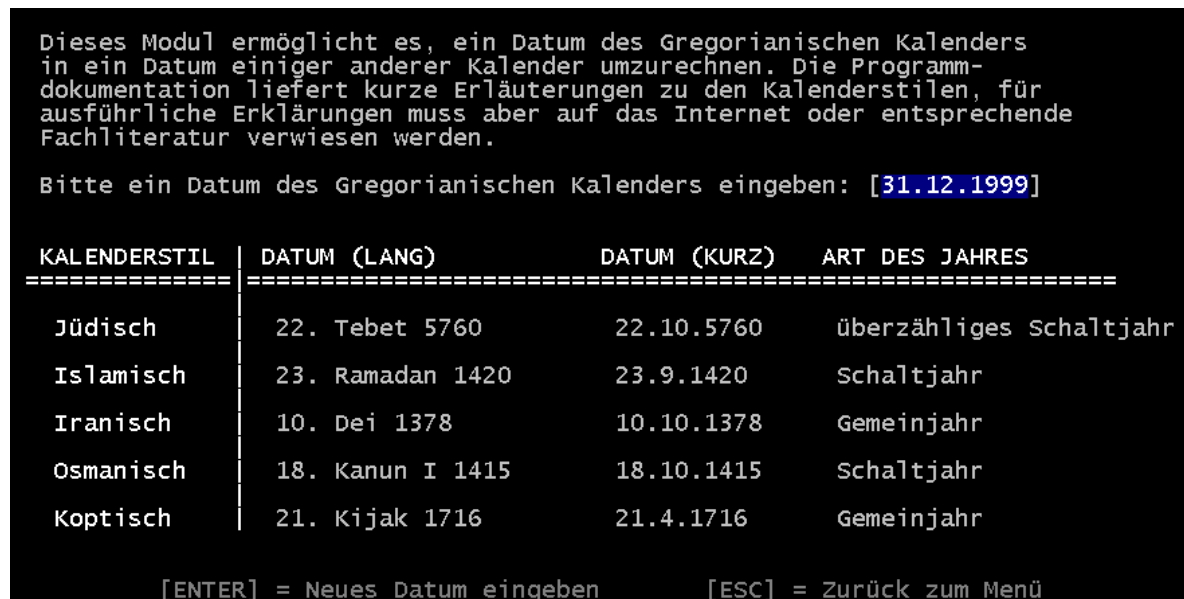 Dieses Modul ermöglicht es, ein Datum des Gregorianischen Kalenders
in ein Datum einiger anderer Kalender umzurechnen. Die Programm-
dokumentation liefert kurze Erläuterungen zu den Kalenderstilen, für
ausführliche Erklärungen muss aber auf das Internet oder entsprechende
Fachliteratur verwiesen werden.
Bitte ein Datum des Gregorianischen Kalenders eingeben: [31.12.1999]
KALENDERSTIL | DATUM (LANG) DATUM (KURZ) ART DES JAHRES
==============|===========================================================
Jüdisch | 22. Tebet 5760 22.10.5760 überzähliges Schaltjahr
Islamisch | 23. Ramadan 1420 23.9.1420 Schaltjahr
Iranisch | 10. Dei 1378 10.10.1378 Gemeinjahr
Osmanisch | 18. Kanun I 1415 18.10.1415 Schaltjahr
Koptisch | 21. Kijak 1716 21.4.1716 Gemeinjahr
[ENTER] = Neues Datum eingeben [ESC] = Zurück zum Menü